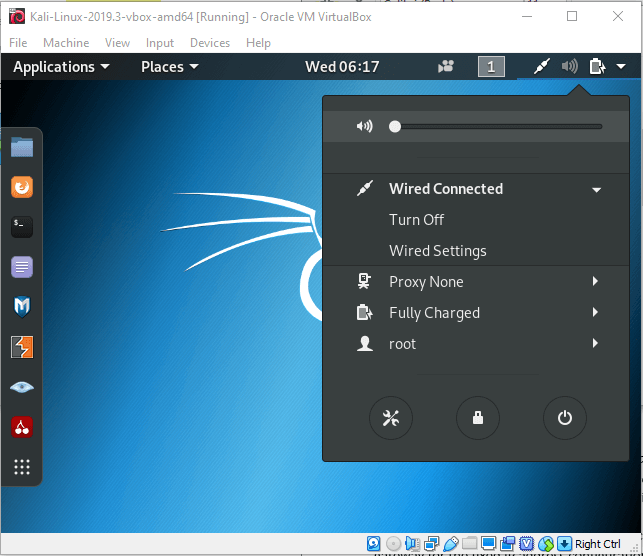 Kali-Linux-2019.3-vbox-amd64 [Running] - Oracle VM VirtualBox
File Machine View Input Devices Help
Applications Places Wed 06:17 1
Wired Connected
Turn Off
Wired Settings
Proxy None
Fully Charged
root
Right Ctrl